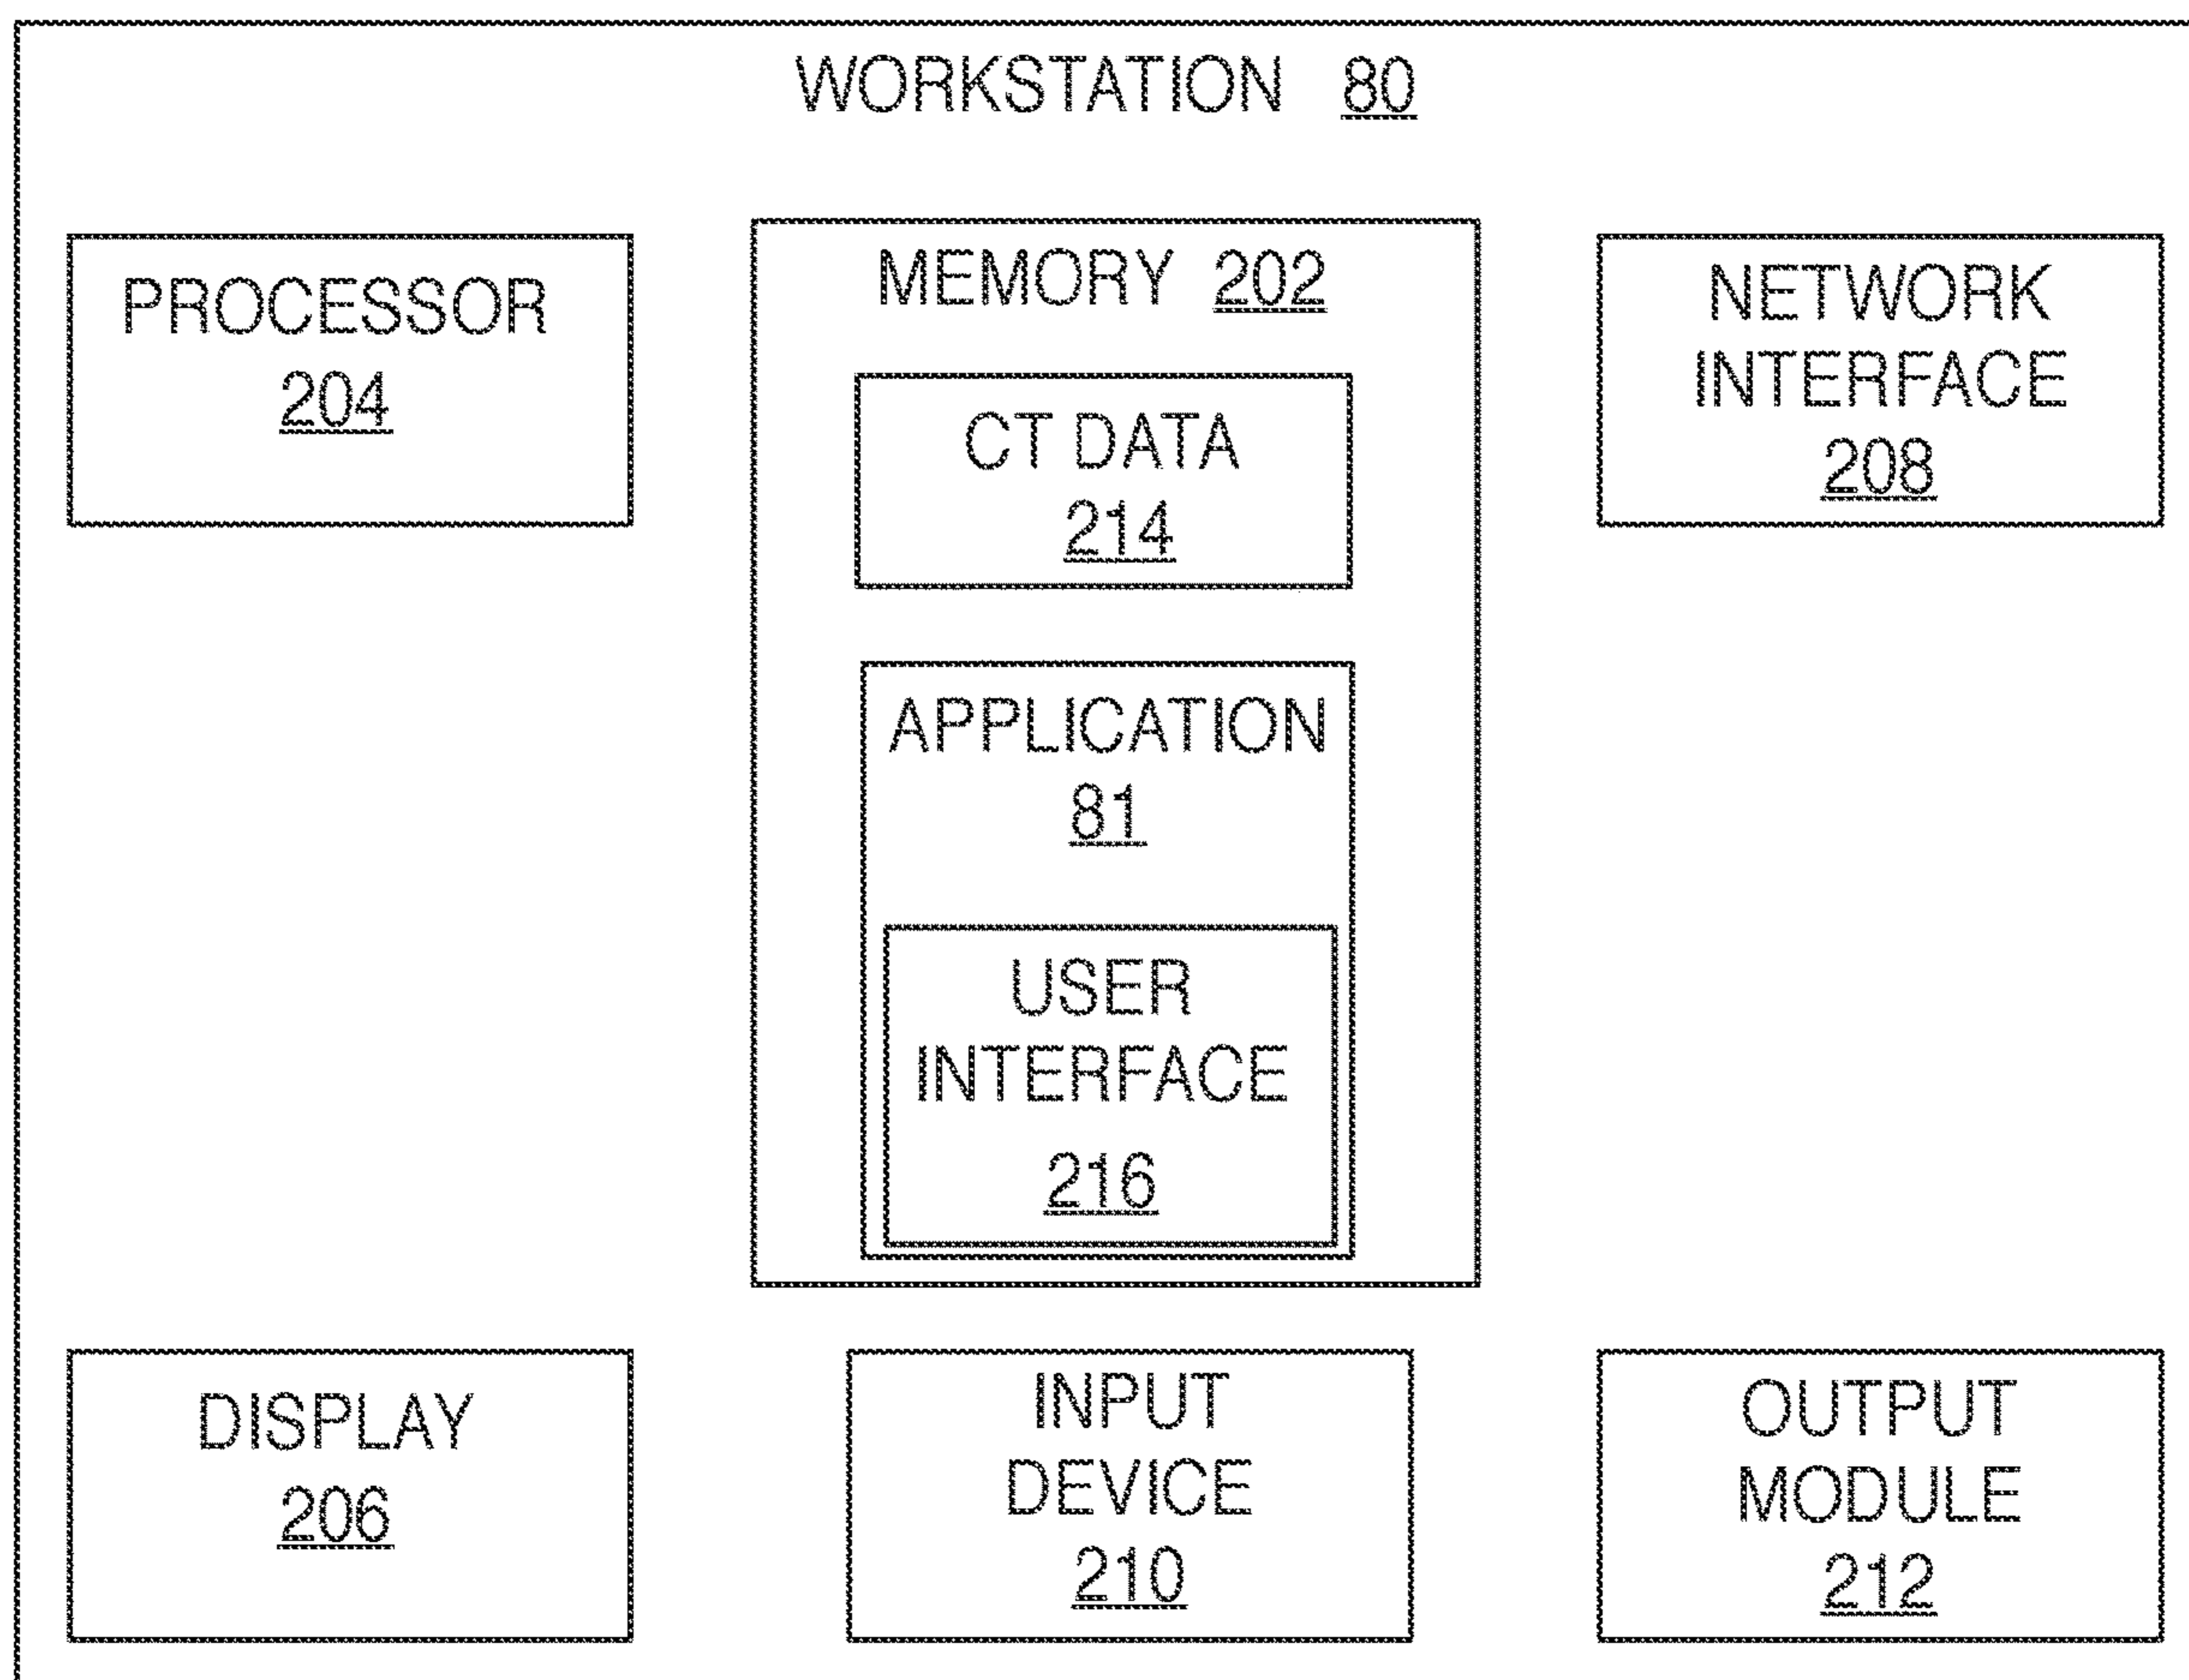 WORKSTATION 80
PROCESSOR
204
MEMORY 202
CT DATA
214
APPLICATION
81
USER
INTERFACE
216
NETWORK
INTERFACE
208
DISPLAY
206
INPUT
DEVICE
210
OUTPUT
MODULE
212